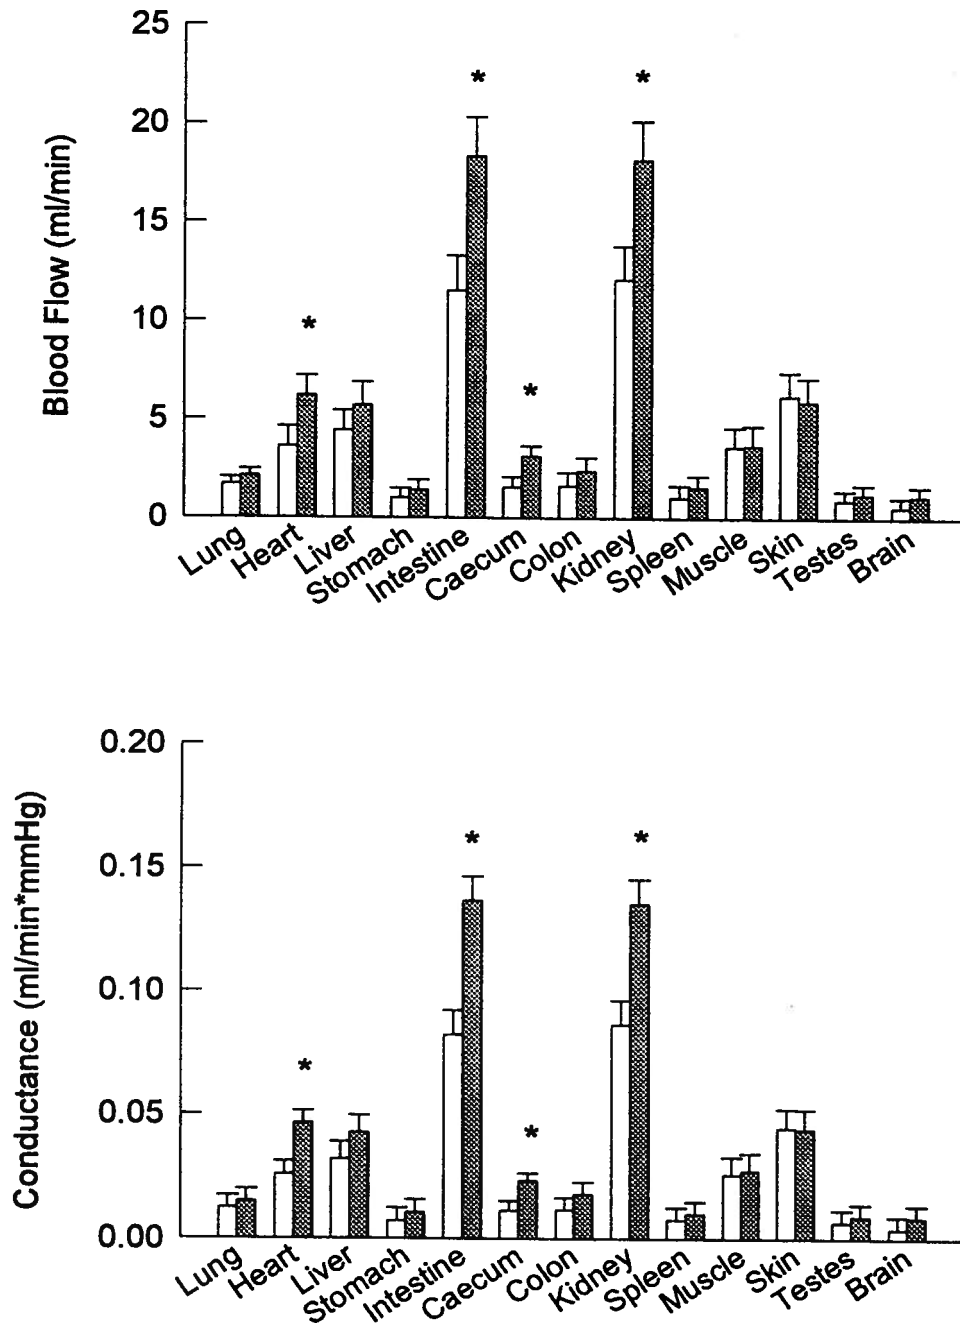 25
20
15
10
5
0
Blood Flow (ml/min)
*
*
*
*
Lung
Heart
Liver
Stomach
Intestine
Caecum
Colon
Kidney
Spleen
Muscle
Skin
Testes
Brain
0.20
0.15
0.10
0.05
0.00
Conductance (ml/min*mmHg)
*
*
*
*
Lung
Heart
Liver
Stomach
Intestine
Caecum
Colon
Kidney
Spleen
Muscle
Skin
Testes
Brain